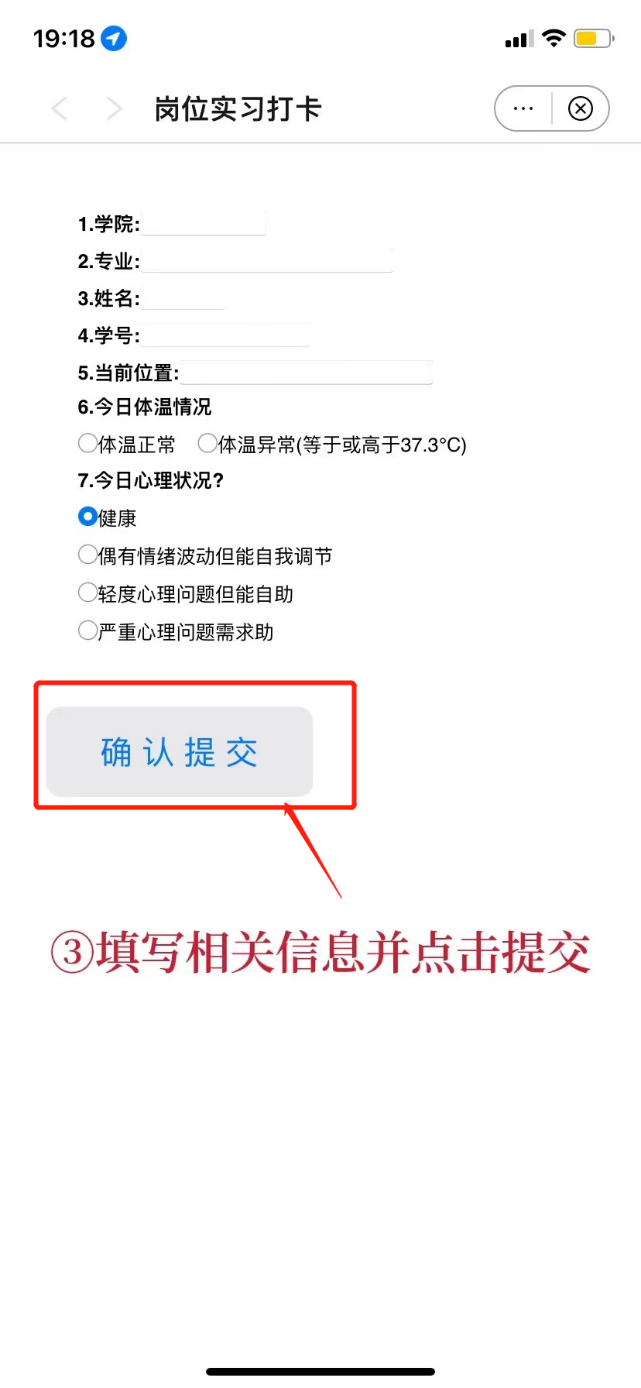 19:18
岗位实习打卡
1.学院:
2.专业:
3.姓名:
4.学号:
5.当前位置:
6.今日体温情况
体温正常 体温异常(等于或高于37.3°C)
7.今日心理状况?
健康
偶有情绪波动但能自我调节
轻度心理问题但能自助
严重心理问题需求助
确认提交
③填写相关信息并点击提交